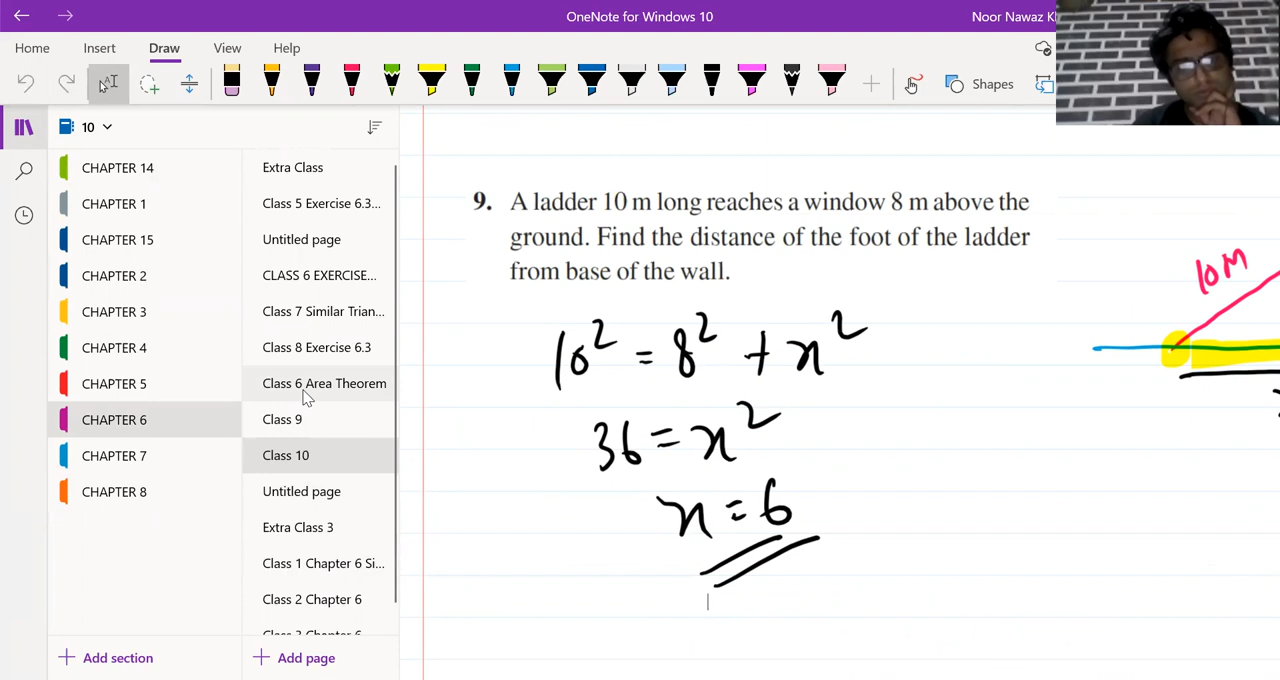 OneNote for Windows 10
Noor Nawaz Kh
Home Insert Draw View Help
Shapes
10
CHAPTER 14
CHAPTER 1
CHAPTER 15
CHAPTER 2
CHAPTER 3
CHAPTER 4
CHAPTER 5
CHAPTER 6
CHAPTER 7
CHAPTER 8
Add section
Extra Class
Class 5 Exercise 6.3...
Untitled page
CLASS 6 EXERCISE...
Class 7 Similar Trian...
Class 8 Exercise 6.3
Class 6 Area Theorem
Class 9
Class 10
Untitled page
Extra Class 3
Class 1 Chapter 6 Si...
Class 2 Chapter 6
Add page
9. A ladder 10 m long reaches a window 8 m above the
ground. Find the distance of the foot of the ladder
from base of the wall.
10² = 8² + x²
36 = x²
x = 6
10M